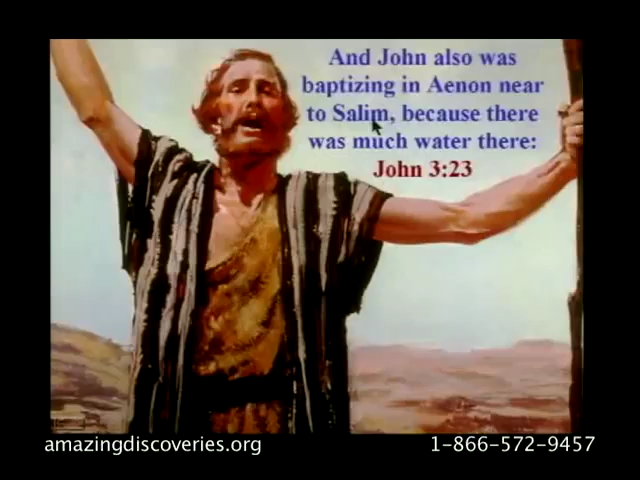 And John also was
baptizing in Aenon near
to Salim, because there
was much water there:
John 3:23
amazingdiscoveries.org
1-866-572-9457